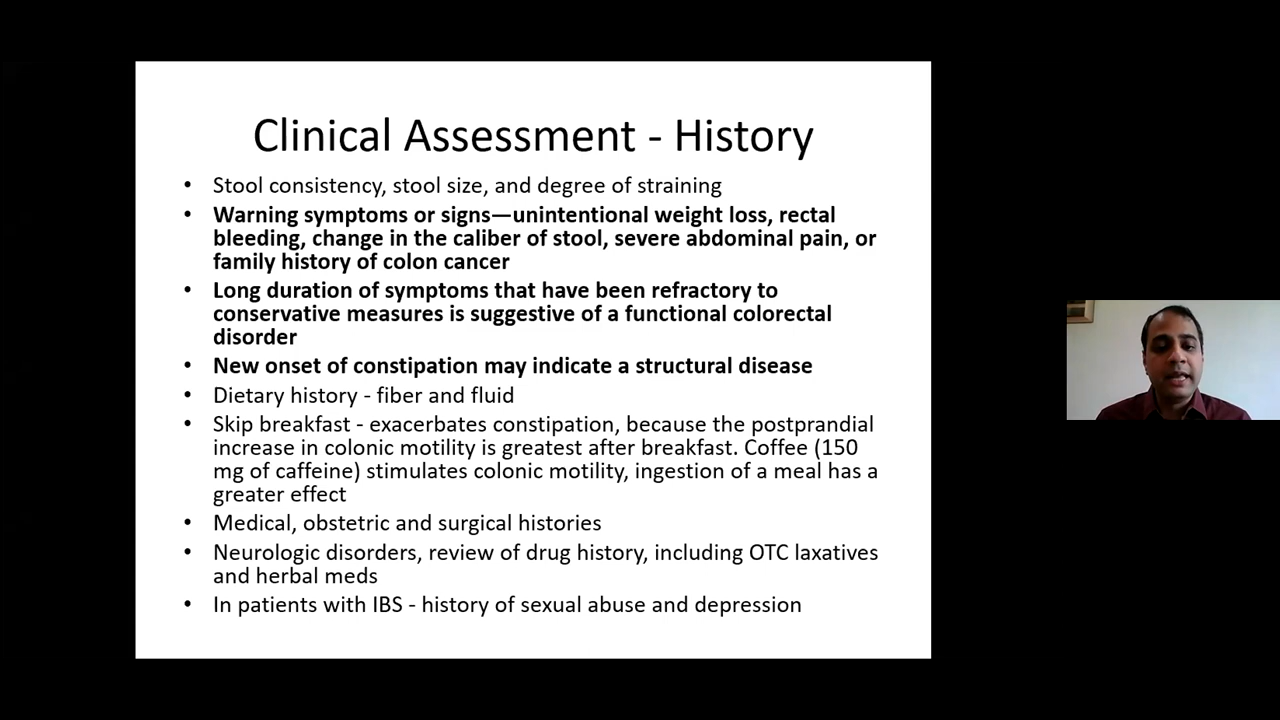 Clinical Assessment - History
• Stool consistency, stool size, and degree of straining
• Warning symptoms or signs—unintentional weight loss, rectal
bleeding, change in the caliber of stool, severe abdominal pain, or
family history of colon cancer
• Long duration of symptoms that have been refractory to
conservative measures is suggestive of a functional colorectal
disorder
• New onset of constipation may indicate a structural disease
• Dietary history - fiber and fluid
• Skip breakfast - exacerbates constipation, because the postprandial
increase in colonic motility is greatest after breakfast. Coffee (150
mg of caffeine) stimulates colonic motility, ingestion of a meal has a
greater effect
• Medical, obstetric and surgical histories
• Neurologic disorders, review of drug history, including OTC laxatives
and herbal meds
• In patients with IBS - history of sexual abuse and depression